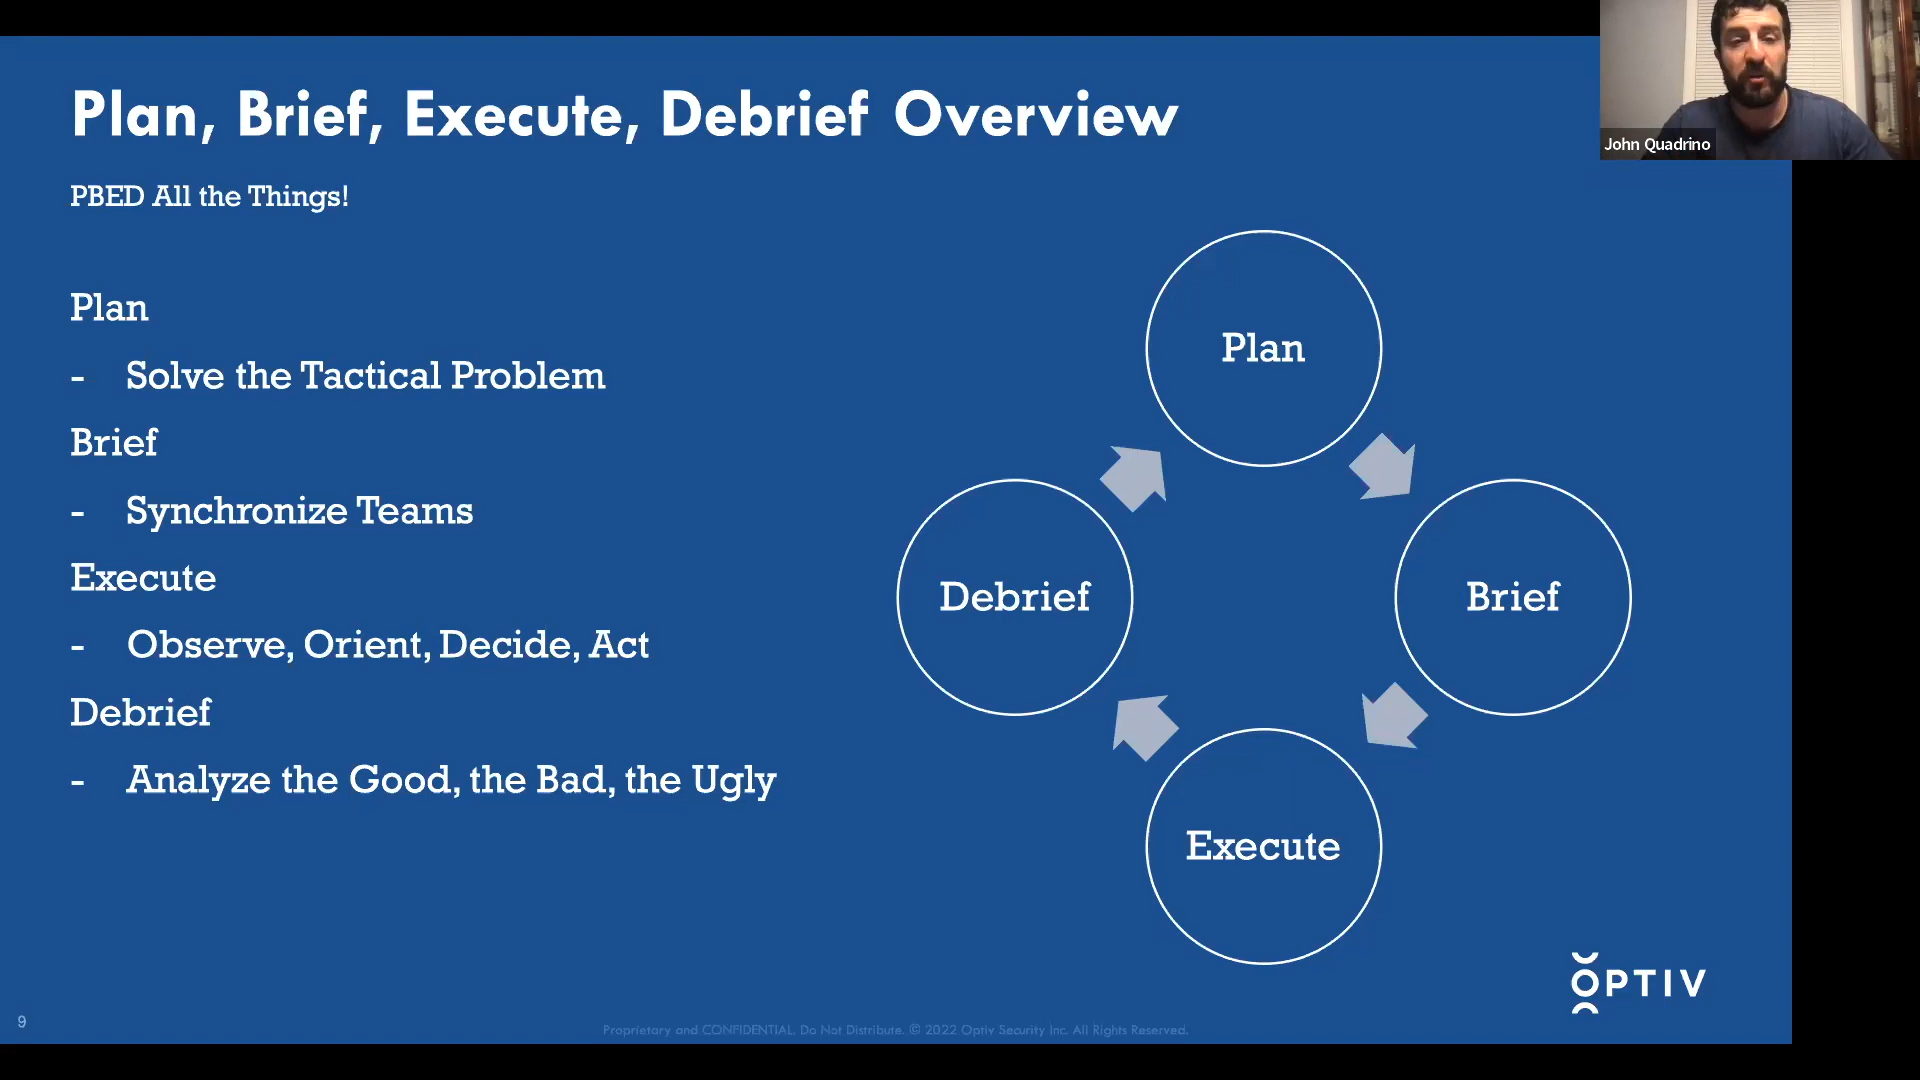 Plan, Brief, Execute, Debrief Overview
John Quadrino
PBED All the Things!
Plan
- Solve the Tactical Problem
Brief
- Synchronize Teams
Execute
- Observe, Orient, Decide, Act
Debrief
- Analyze the Good, the Bad, the Ugly
Plan
Debrief
Brief
Execute
OPTIV
9
Proprietary and CONFIDENTIAL. Do Not Distribute. © 2022 Optiv Security Inc. All Rights Reserved.